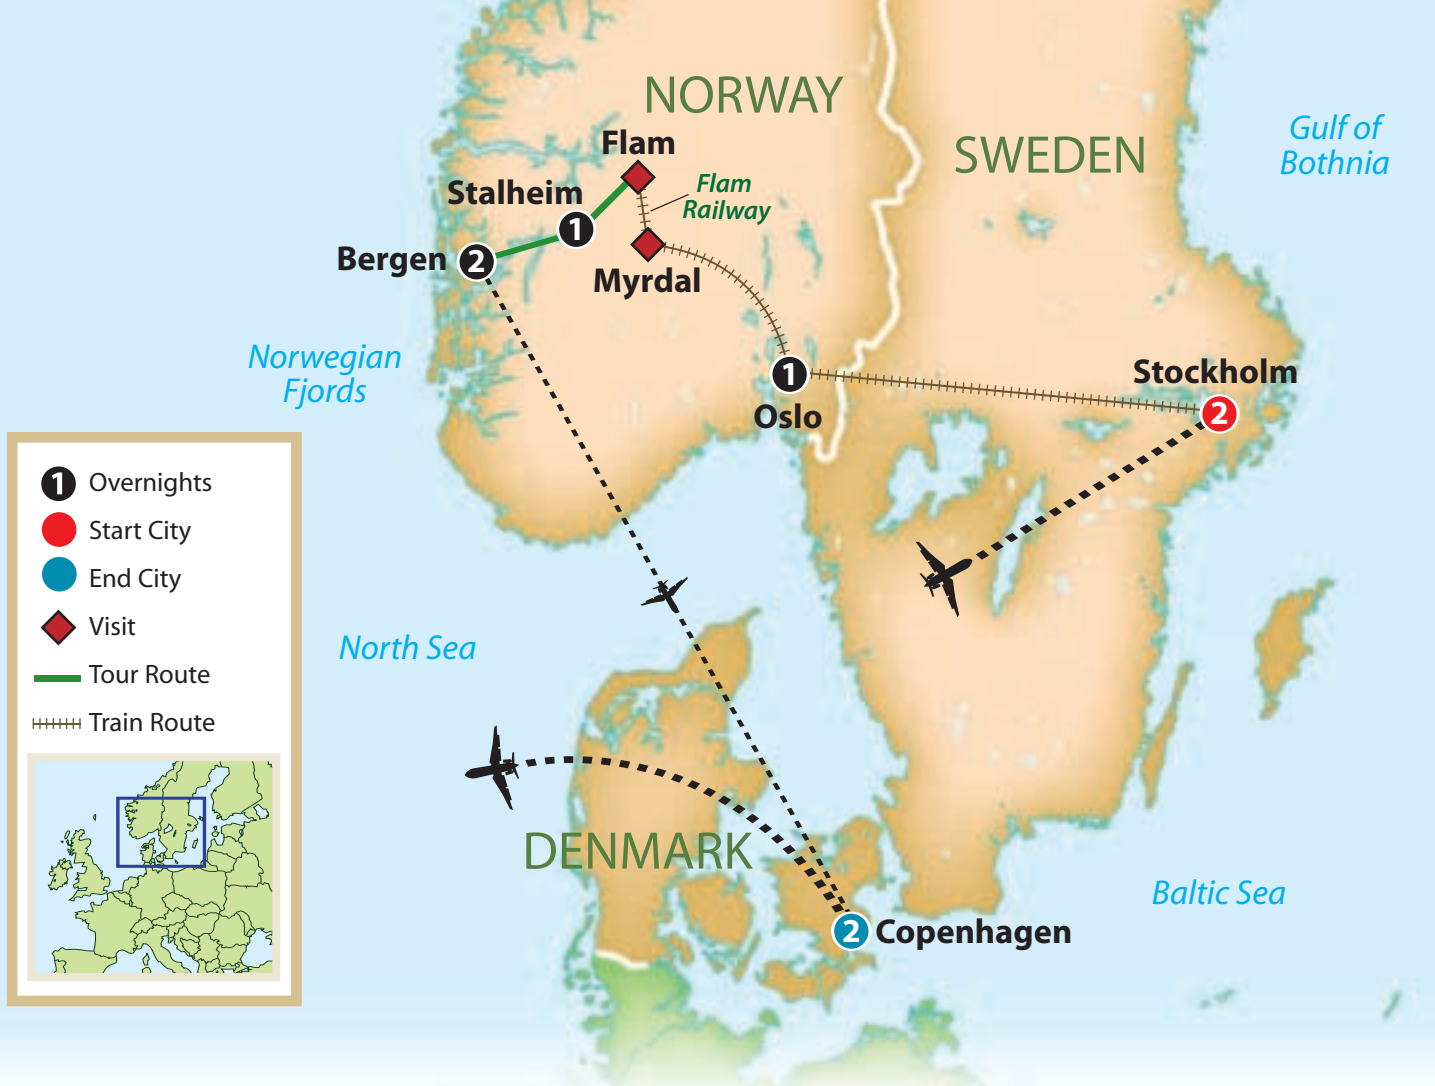 NORWAY
SWEDEN
Gulf of
Bothnia
Flam
Flam
Railway
Stalheim
1
Bergen
2
Myrdal
Norwegian
Fjords
1
Oslo
Stockholm
2
North Sea
DENMARK
Baltic Sea
2
Copenhagen
1 Overnights
Start City
End City
Visit
Tour Route
Train Route